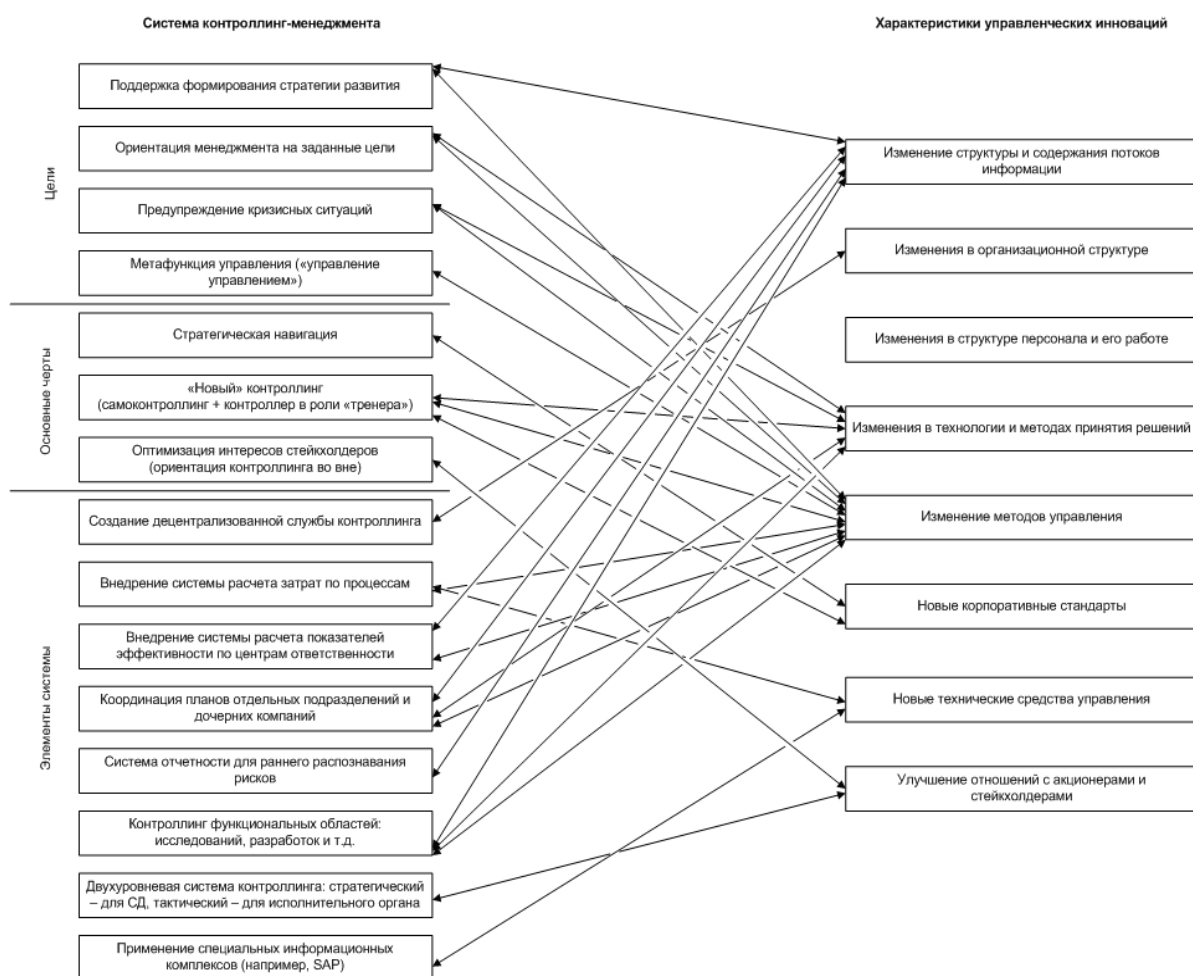 Система контроллинг-менеджмента
Характеристики управленческих инноваций
Цели
Поддержка формирования стратегии развития
Ориентация менеджмента на заданные цели
Предупреждение кризисных ситуаций
Метафункция управления («управление
управлением»)
Основные черты
Стратегическая навигация
«Новый» контроллинг
(самоконтроллинг + контроллер в роли «тренера»)
Оптимизация интересов стейкхолдеров
(ориентация контроллинга во вне)
Элементы системы
Создание децентрализованной службы контроллинга
Внедрение системы расчета затрат по процессам
Внедрение системы расчета показателей
эффективности по центрам ответственности
Координация планов отдельных подразделений и
дочерних компаний
Система отчетности для раннего распознавания
рисков
Контроллинг функциональных областей:
исследований, разработок и т.д.
Двухуровневая система контроллинга: стратегический
– для СД, тактический – для исполнительного органа
Применение специальных информационных
комплексов (например, SAP)
Изменение структуры и содержания потоков
информации
Изменения в организационной структуре
Изменения в структуре персонала и его работе
Изменения в технологии и методах принятия решений
Изменение методов управления
Новые корпоративные стандарты
Новые технические средства управления
Улучшение отношений с акционерами и
стейкхолдерами